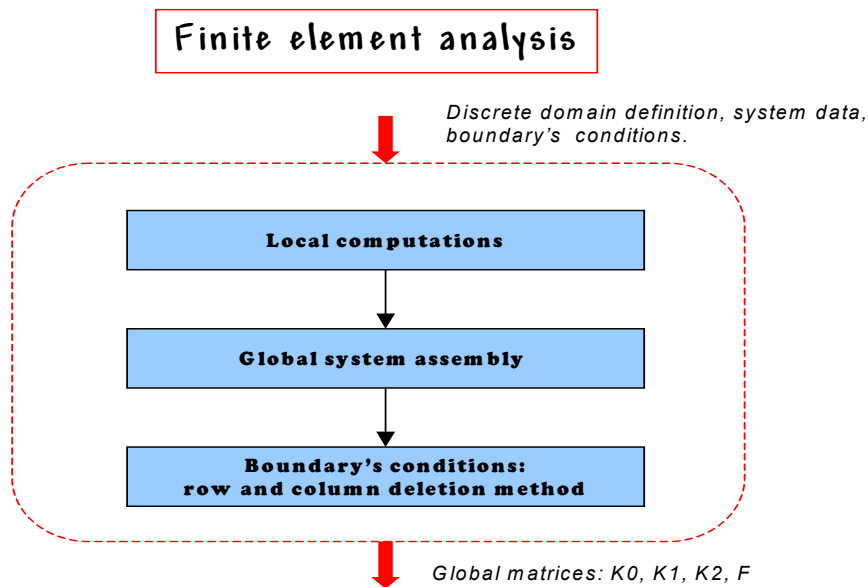 Finite element analysis
Discrete domain definition, system data,
boundary’s conditions.
Local computations
Global system assembly
Boundary’s conditions:
row and column deletion method
Global matrices: K0, K1, K2, F